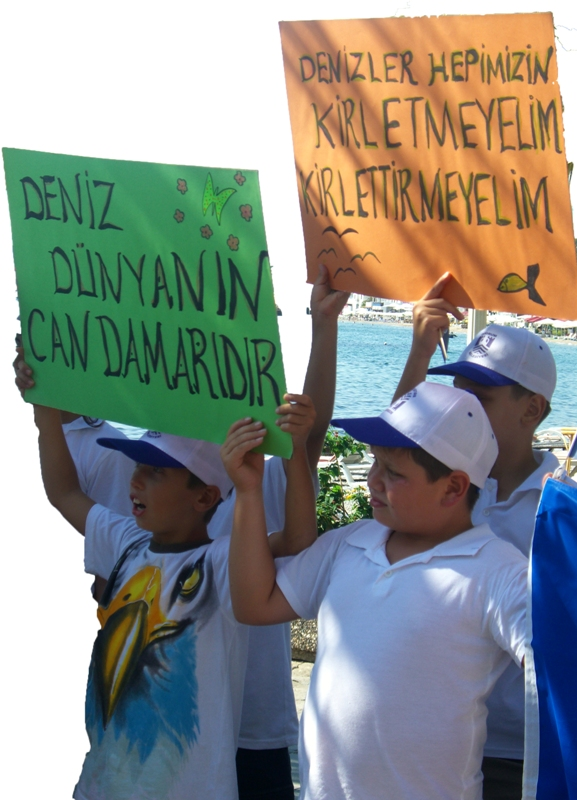 DENİZ
DÜNYANIN
CAN DAMARIDIR
DENİZLER HEPİMİZİN
KİRLETMEYELİM
KİRLETTİRMEYELİM